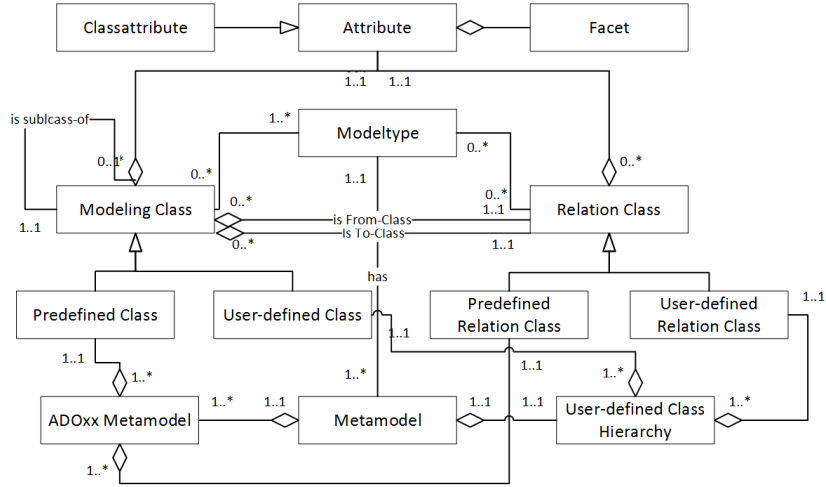 Classattribute
Attribute
Facet
1..1
1..1
is sublcass-of
1..*
Modeltype
0..*
0..1*
0..*
1..1
0..*
0..*
Modeling Class
0..*
1..1
Relation Class
is From-Class
1..1
Is To-Class
0..*
1..1
has
Predefined Class
User-defined Class
Predefined
Relation Class
User-defined
Relation Class
1..1
1..1
1..1
1..1
1..*
1..*
1..*
ADOxx Metamodel
1..*
1..1
Metamodel
1..1
1..1
User-defined Class
Hierarchy
1..*
1..*